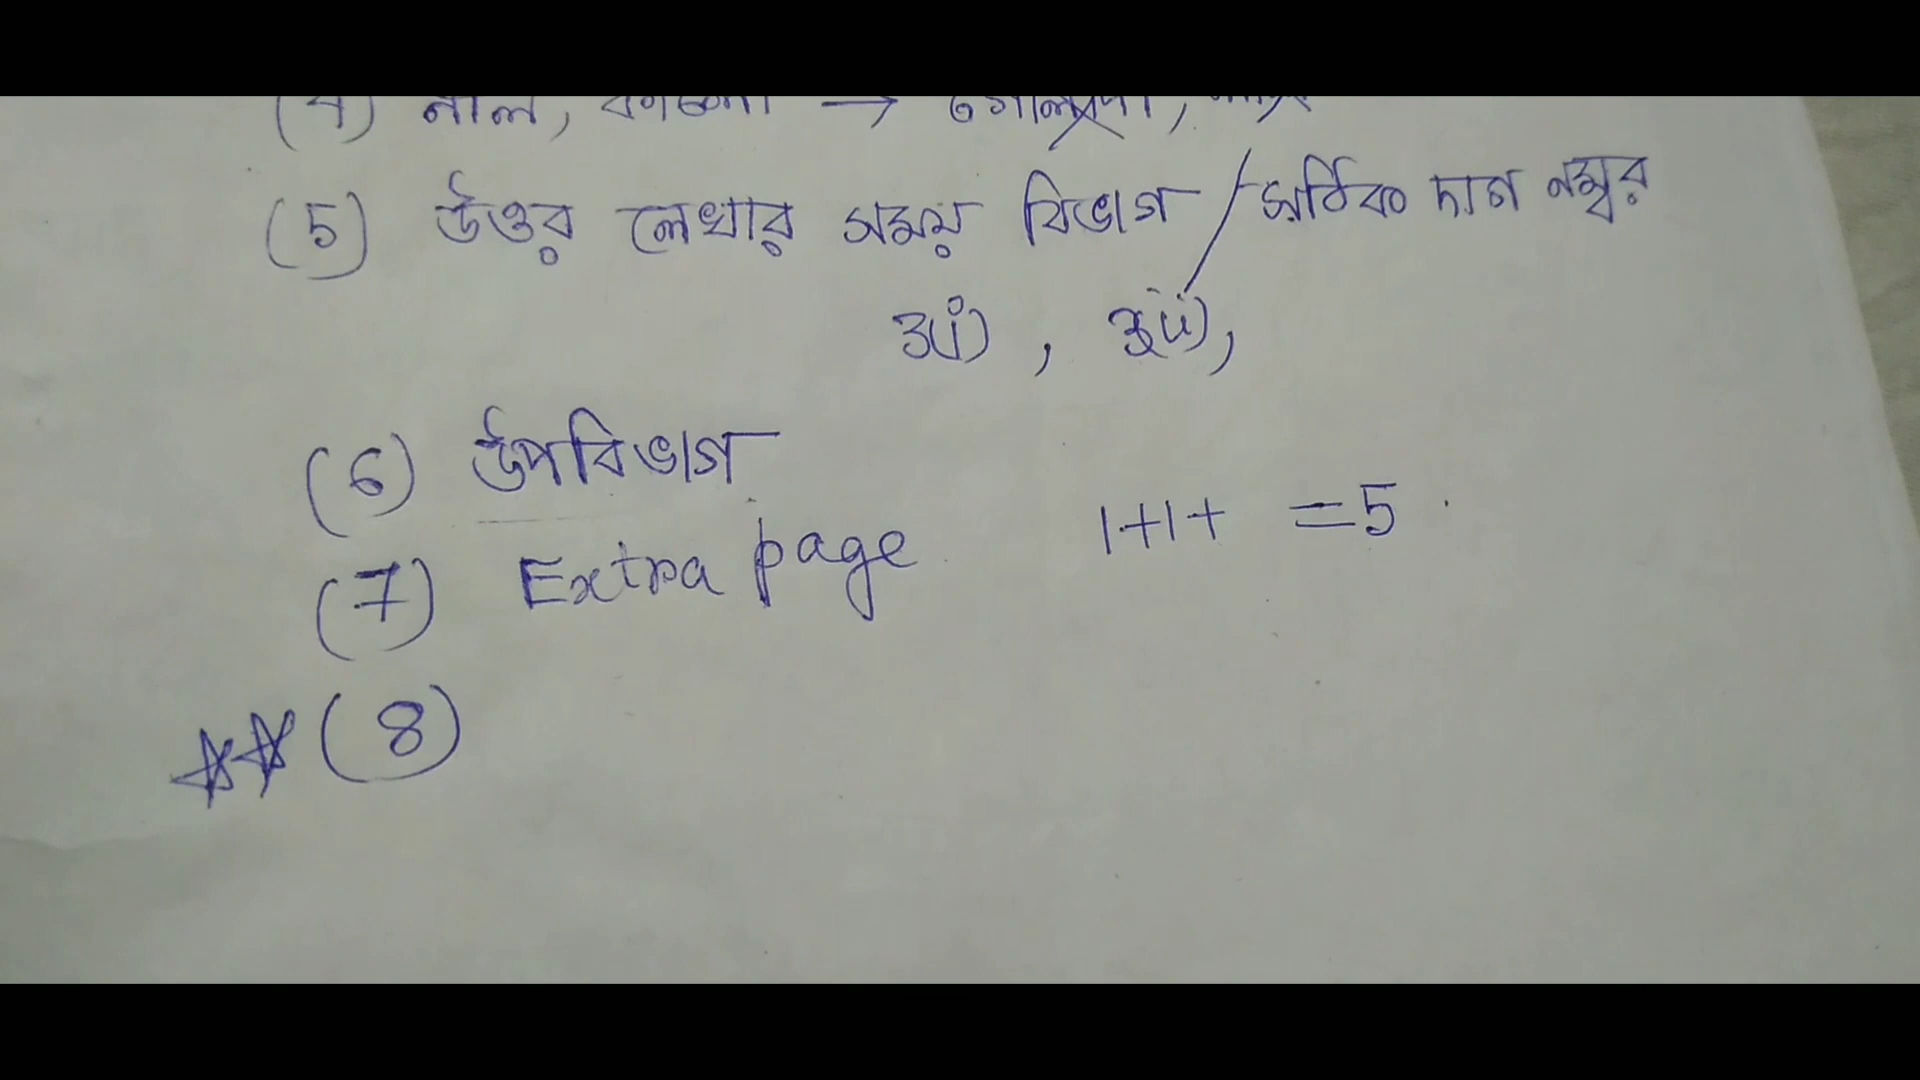 (4) নীল, কালো → গোলাপী, লাল
(5) উত্তর লেখার সময় বিভাগ / সঠিক দাগ নম্বর
3(i), 3(ii),
(6) উপবিভাগ
(7) Extra page 1+1+ =5
(8)